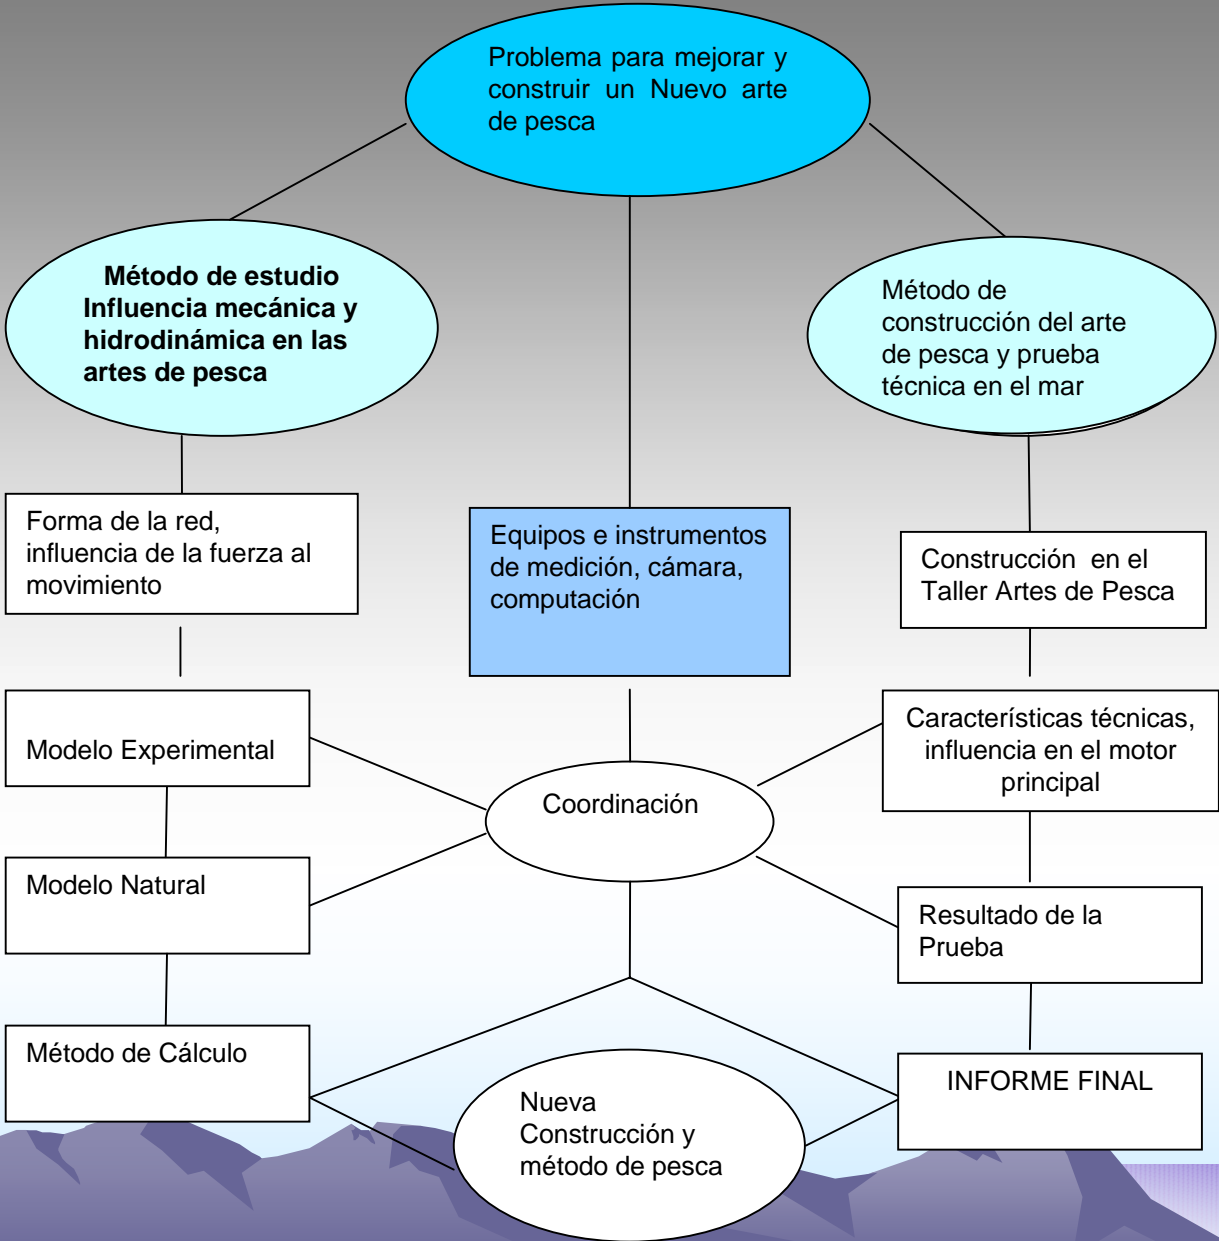 Problema para mejorar y
construir un Nuevo arte
de pesca
Método de estudio
Influencia mecánica y
hidrodinámica en las
artes de pesca
Método de
construcción del arte
de pesca y prueba
técnica en el mar
Forma de la red,
influencia de la fuerza al
movimiento
Equipos e instrumentos
de medición, cámara,
computación
Construcción en el
Taller Artes de Pesca
Modelo Experimental
Características técnicas,
influencia en el motor
principal
Coordinación
Modelo Natural
Resultado de la
Prueba
Método de Cálculo
INFORME FINAL
Nueva
Construcción y
método de pesca